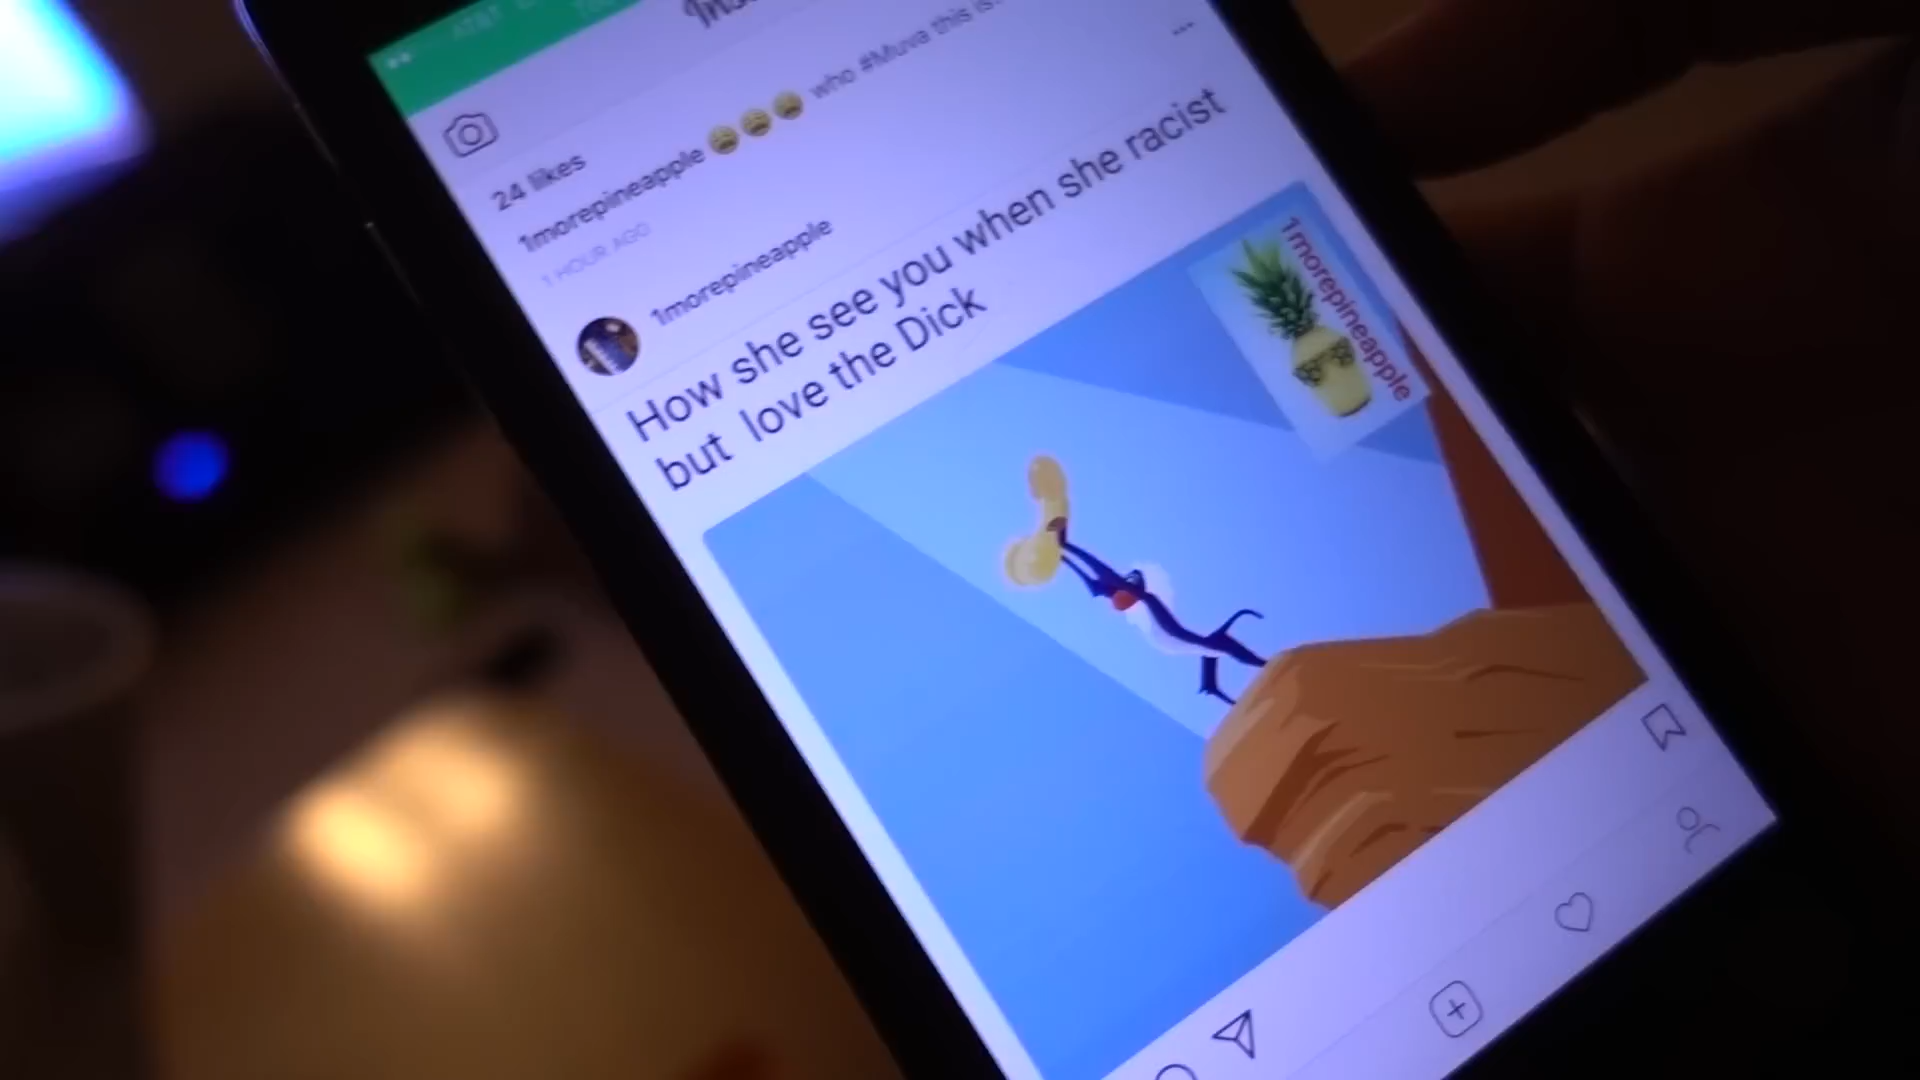 AT&T
24 likes
1morepineapple 😩😩😩 who #Muva this is
1 HOUR AGO
1morepineapple
How she see you when she racist
but love the Dick
1morepineapple